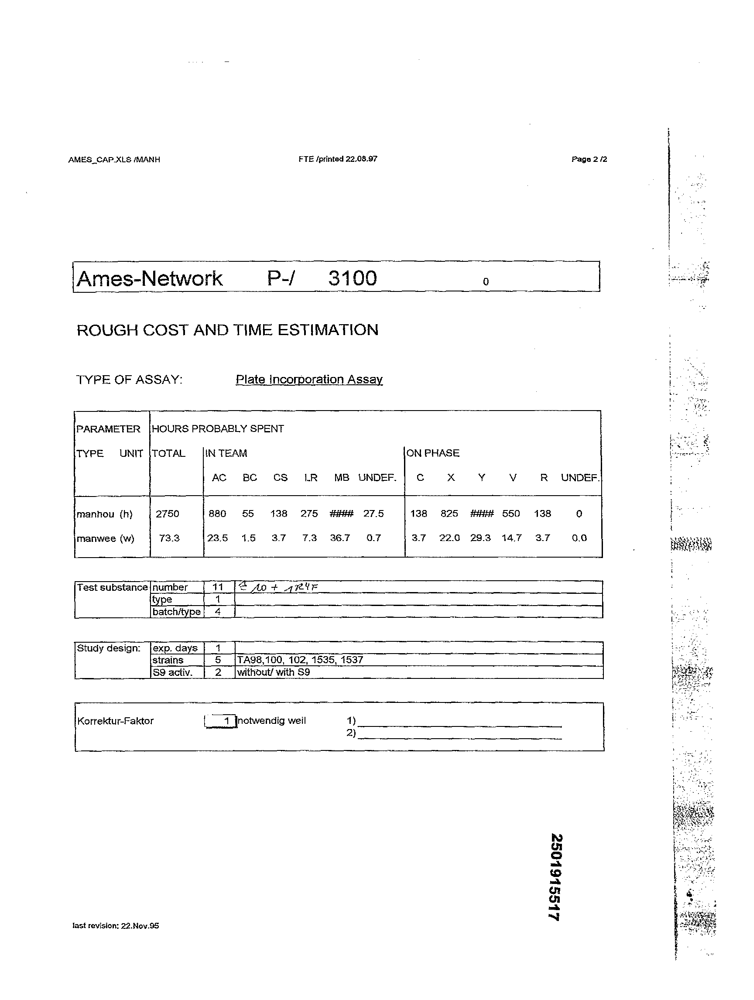 AMES_CAP.XLS /MANH FTE /printed 22.08.97 Page 2 /2
Ames-Network P-/ 3100 0
ROUGH COST AND TIME ESTIMATION
TYPE OF ASSAY: Plate Incorporation Assay
PARAMETER HOURS PROBABLY SPENT
TYPE UNIT TOTAL IN TEAM ON PHASE
AC BC CS LR MB UNDEF. C X Y V R UNDEF.
manhou (h) 2750 880 55 138 275 #### 27.5 138 825 #### 550 138 0
manwee (w) 73.3 23.5 1.5 3.7 7.3 36.7 0.7 3.7 22.0 29.3 14.7 3.7 0.0
Test substance number 11 10 +
type 1
batch/type 4
Study design: exp. days 1
strains 5 TA98,100, 102, 1535, 1537
S9 activ. 2 without/ with S9
Korrektur-Faktor 1 notwendig weil 1)
2)
2501915517
last revision: 22.Nov.95